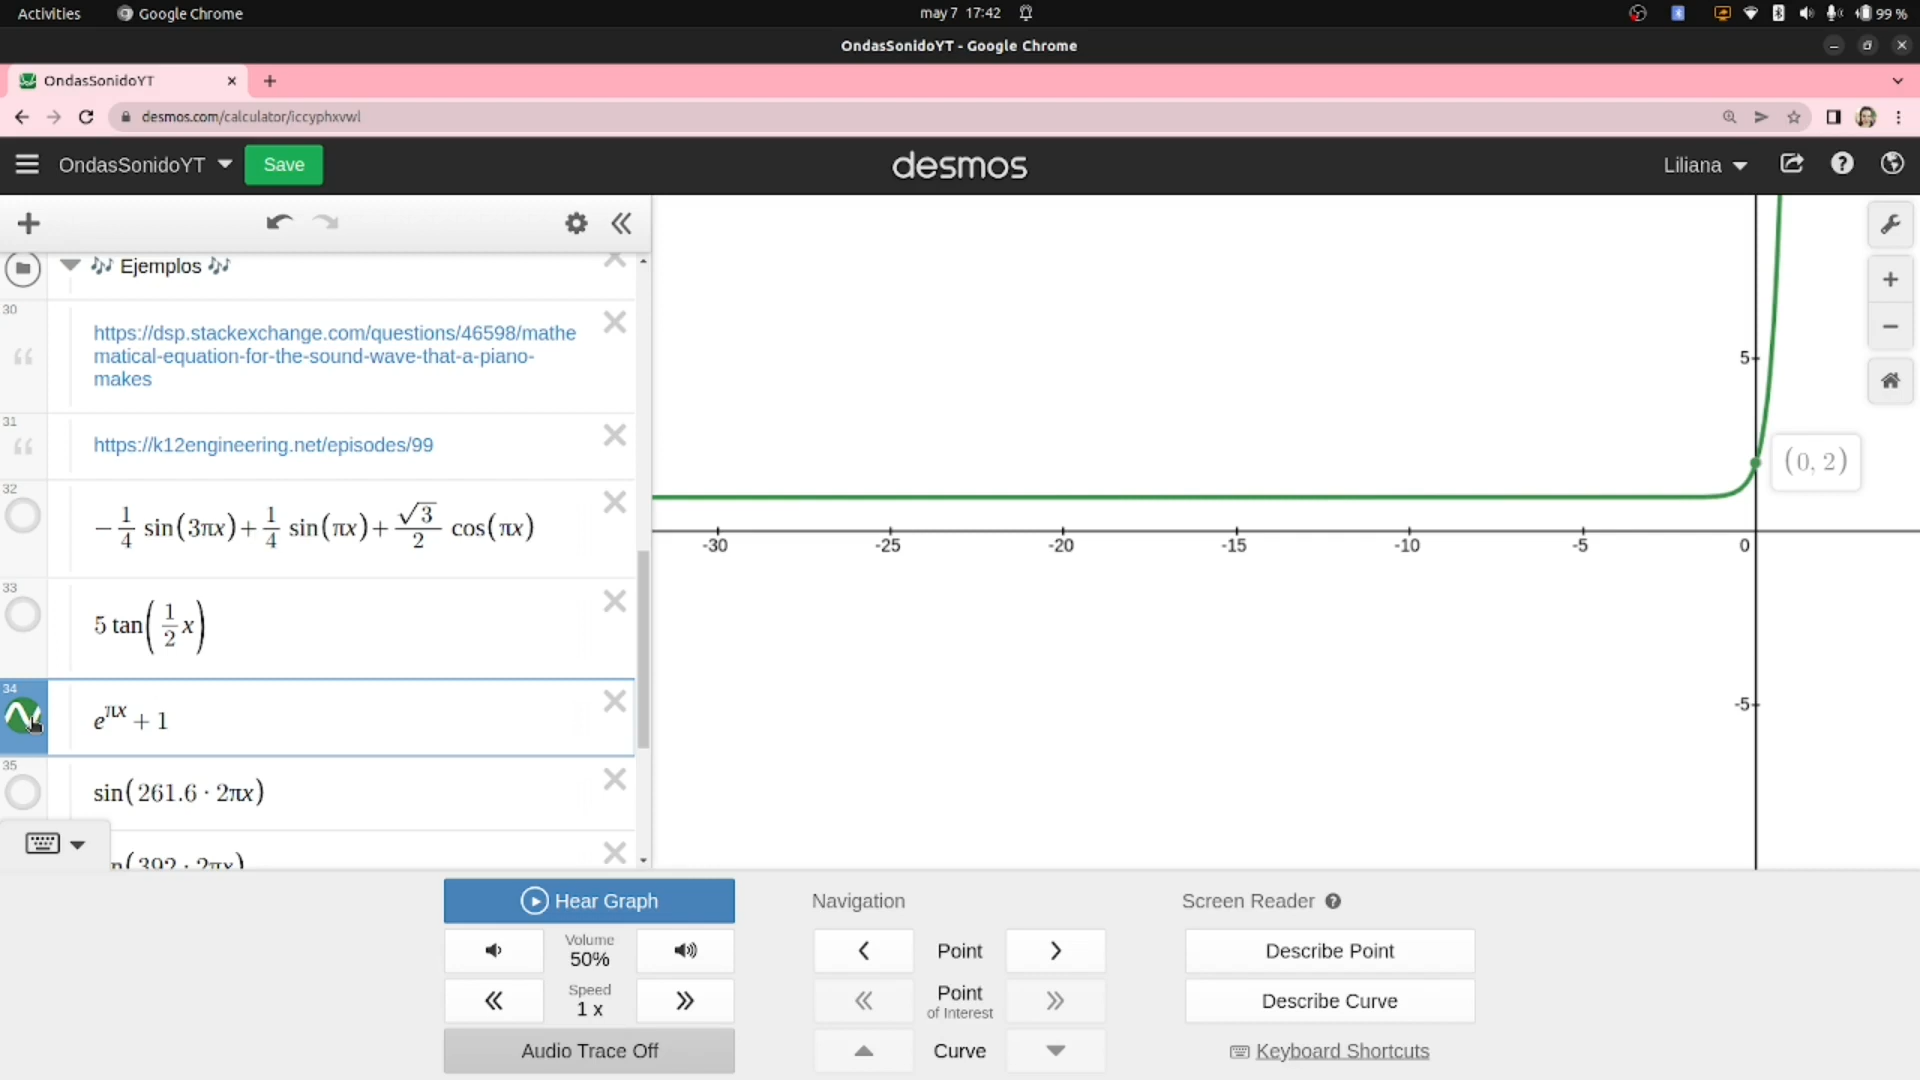 Activities Google Chrome may 7 17:42 99 %
OndasSonidoYT - Google Chrome
OndasSonidoYT
desmos.com/calculator/iccyphxvwl
OndasSonidoYT Save desmos Liliana
🎶 Ejemplos 🎶
30
https://dsp.stackexchange.com/questions/46598/mathe
matical-equation-for-the-sound-wave-that-a-piano-
makes
31
https://k12engineering.net/episodes/99
32
−1/4 sin(3πx)+1/4 sin(πx)+√3/2 cos(πx)
33
5 tan(1/2 x)
34
e^πx + 1
35
sin(261.6 · 2πx)
n(392 · 2πx)
5
(0, 2)
-30 -25 -20 -15 -10 -5 0
-5
Hear Graph
Volume
50%
Speed
1 x
Audio Trace Off
Navigation
Point
Point
of Interest
Curve
Screen Reader
Describe Point
Describe Curve
Keyboard Shortcuts